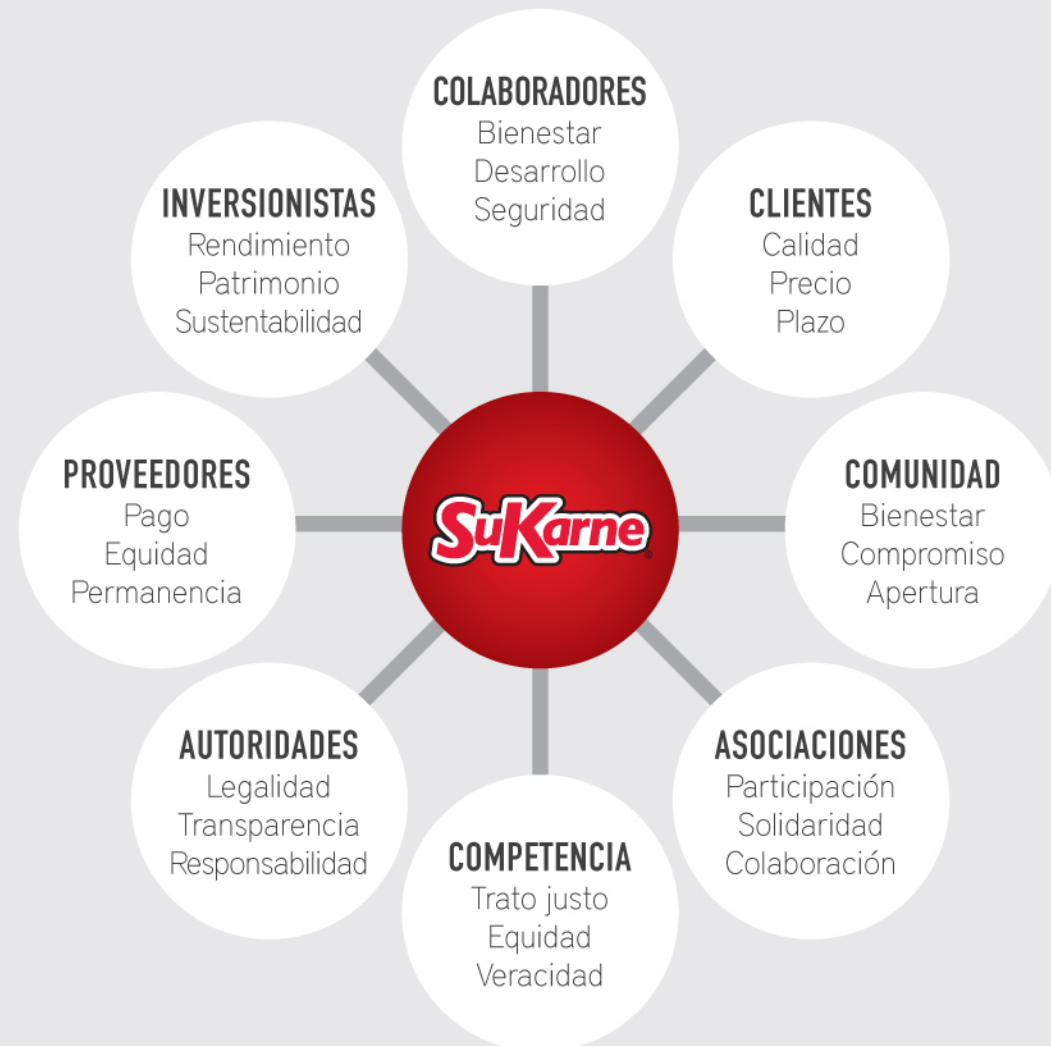 COLABORADORES
Bienestar
Desarrollo
Seguridad
INVERSIONISTAS
Rendimiento
Patrimonio
Sustentabilidad
CLIENTES
Calidad
Precio
Plazo
PROVEEDORES
Pago
Equidad
Permanencia
SuKarne®
COMUNIDAD
Bienestar
Compromiso
Apertura
AUTORIDADES
Legalidad
Transparencia
Responsabilidad
ASOCIACIONES
Participación
Solidaridad
Colaboración
COMPETENCIA
Trato justo
Equidad
Veracidad